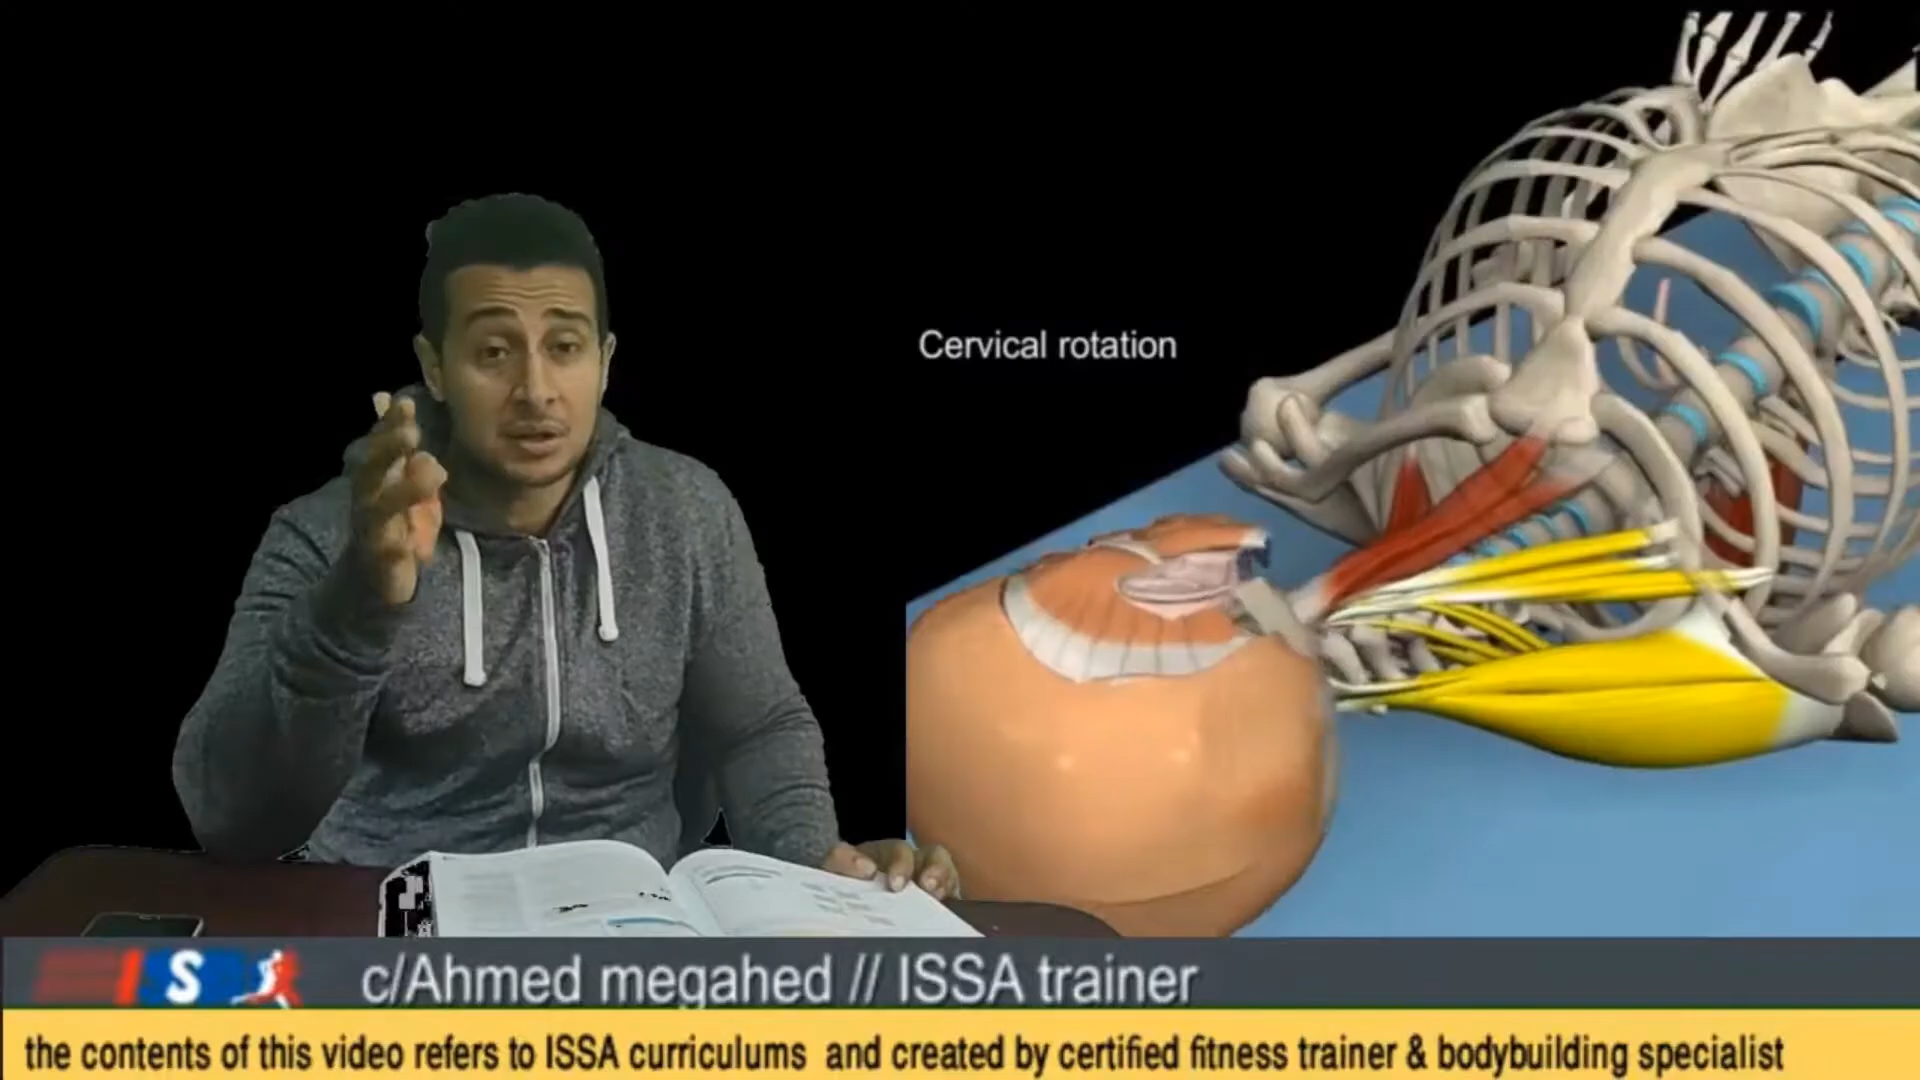 Cervical rotation
ISS
c/Ahmed megahed // ISSA trainer
the contents of this video refers to ISSA curriculums and created by certified fitness trainer & bodybuilding specialist